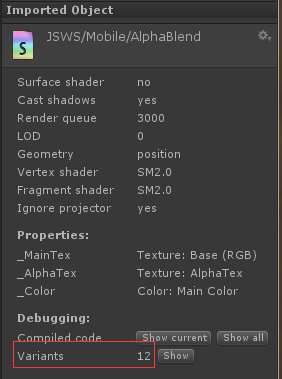 Imported Object
S
JSWS/Mobile/AlphaBlend
Surface shader no
Cast shadows yes
Render queue 3000
LOD 0
Geometry position
Vertex shader SM2.0
Fragment shader SM2.0
Ignore projector yes
Properties:
_MainTex Texture: Base (RGB)
_AlphaTex Texture: AlphaTex
_Color Color: Main Color
Debugging:
Compiled code Show current Show all
Variants 12 Show